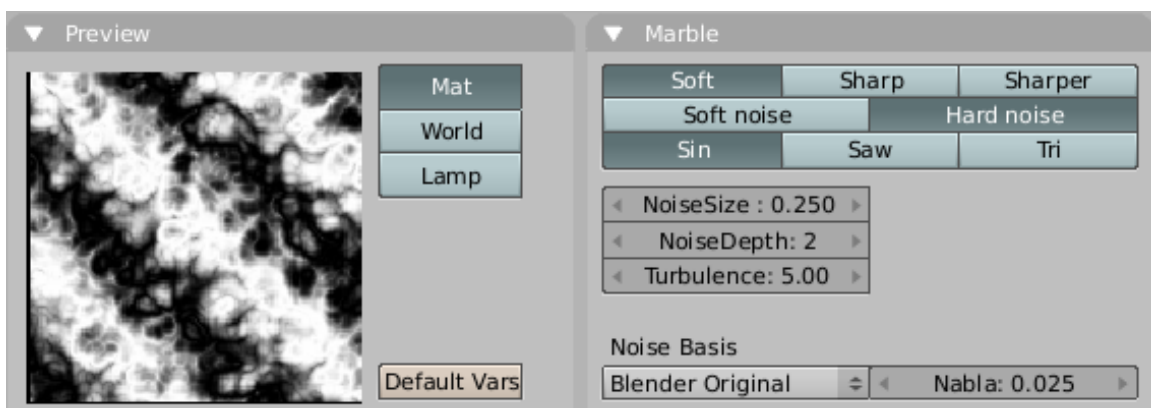 Preview
Mat
World
Lamp
Default Vars
Marble
Soft Sharp Sharper
Soft noise Hard noise
Sin Saw Tri
NoiseSize : 0.250
NoiseDepth: 2
Turbulence: 5.00
Noise Basis
Blender Original Nabla: 0.025